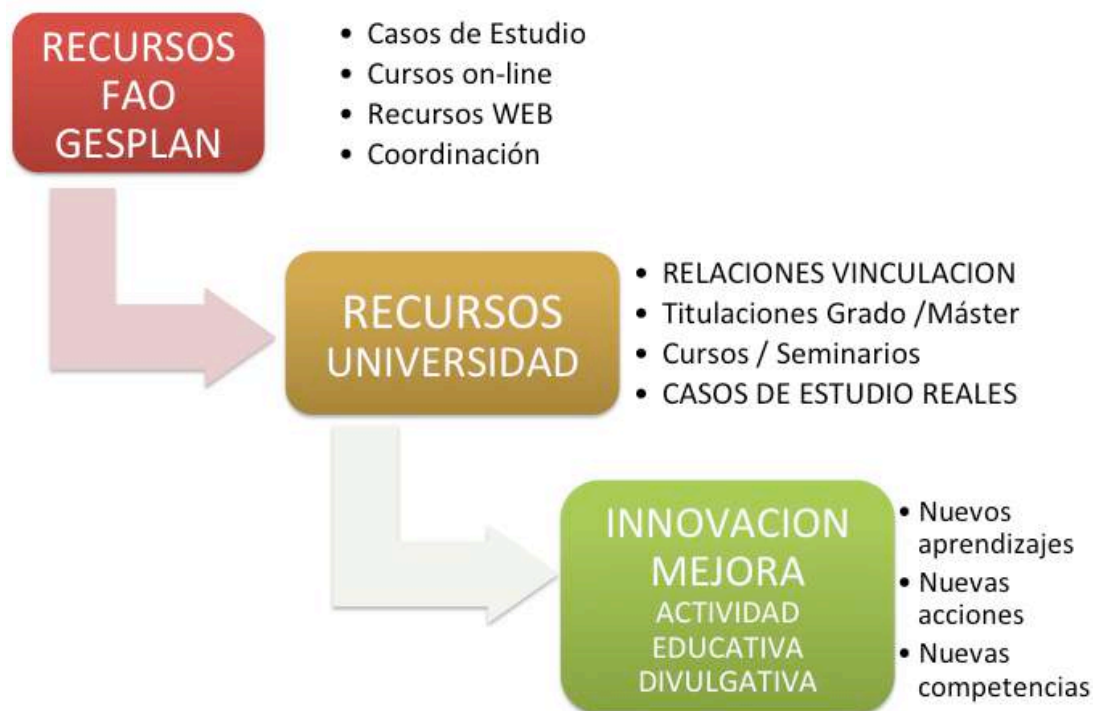 RECURSOS
FAO
GESPLAN
• Casos de Estudio
• Cursos on-line
• Recursos WEB
• Coordinación
RECURSOS
UNIVERSIDAD
• RELACIONES VINCULACION
• Titulaciones Grado /Máster
• Cursos / Seminarios
• CASOS DE ESTUDIO REALES
INNOVACION
MEJORA
ACTIVIDAD
EDUCATIVA
DIVULGATIVA
• Nuevos
aprendizajes
• Nuevas
acciones
• Nuevas
competencias